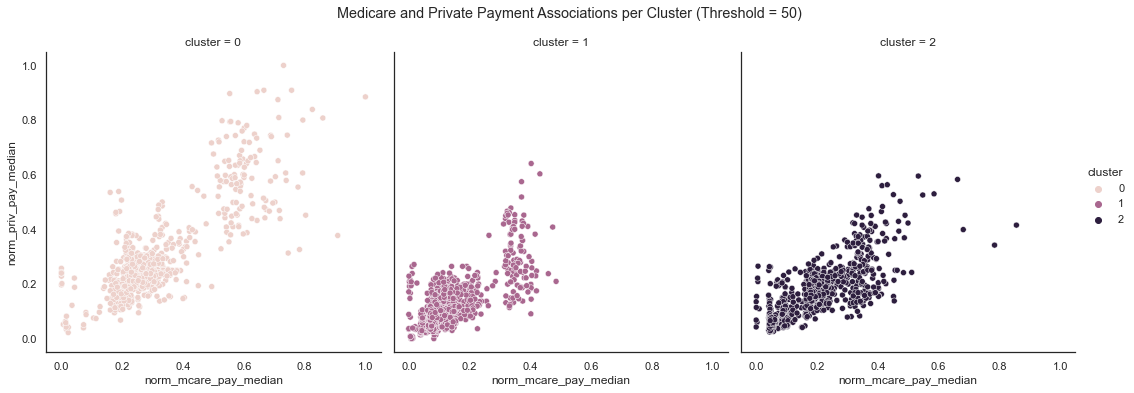 Medicare and Private Payment Associations per Cluster (Threshold = 50)
cluster = 0
cluster = 1
cluster = 2
norm_priv_pay_median
1.0
0.8
0.6
0.4
0.2
0.0
0.0 0.2 0.4 0.6 0.8 1.0
0.0 0.2 0.4 0.6 0.8 1.0
0.0 0.2 0.4 0.6 0.8 1.0
norm_mcare_pay_median
norm_mcare_pay_median
norm_mcare_pay_median
cluster
0
1
2